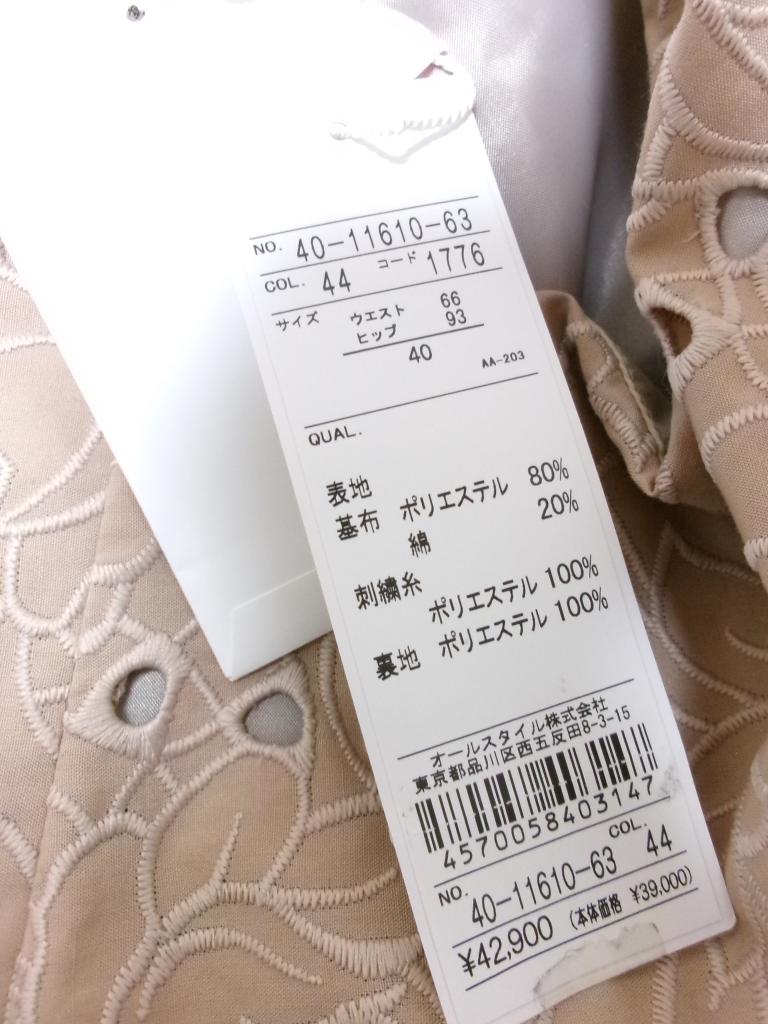 NO. 40-11610-63
COL. 44 コード 1776
サイズ ウエスト 66
ヒップ 93
40
AA-203
QUAL.
表地
基布 ポリエステル 80%
綿 20%
刺繍糸
ポリエステル 100%
裏地 ポリエステル 100%
オールスタイル株式会社
東京都品川区西五反田8-3-15
4570058403147
NO. 40-11610-63 COL. 44
¥42,900 (本体価格 ¥39,000)